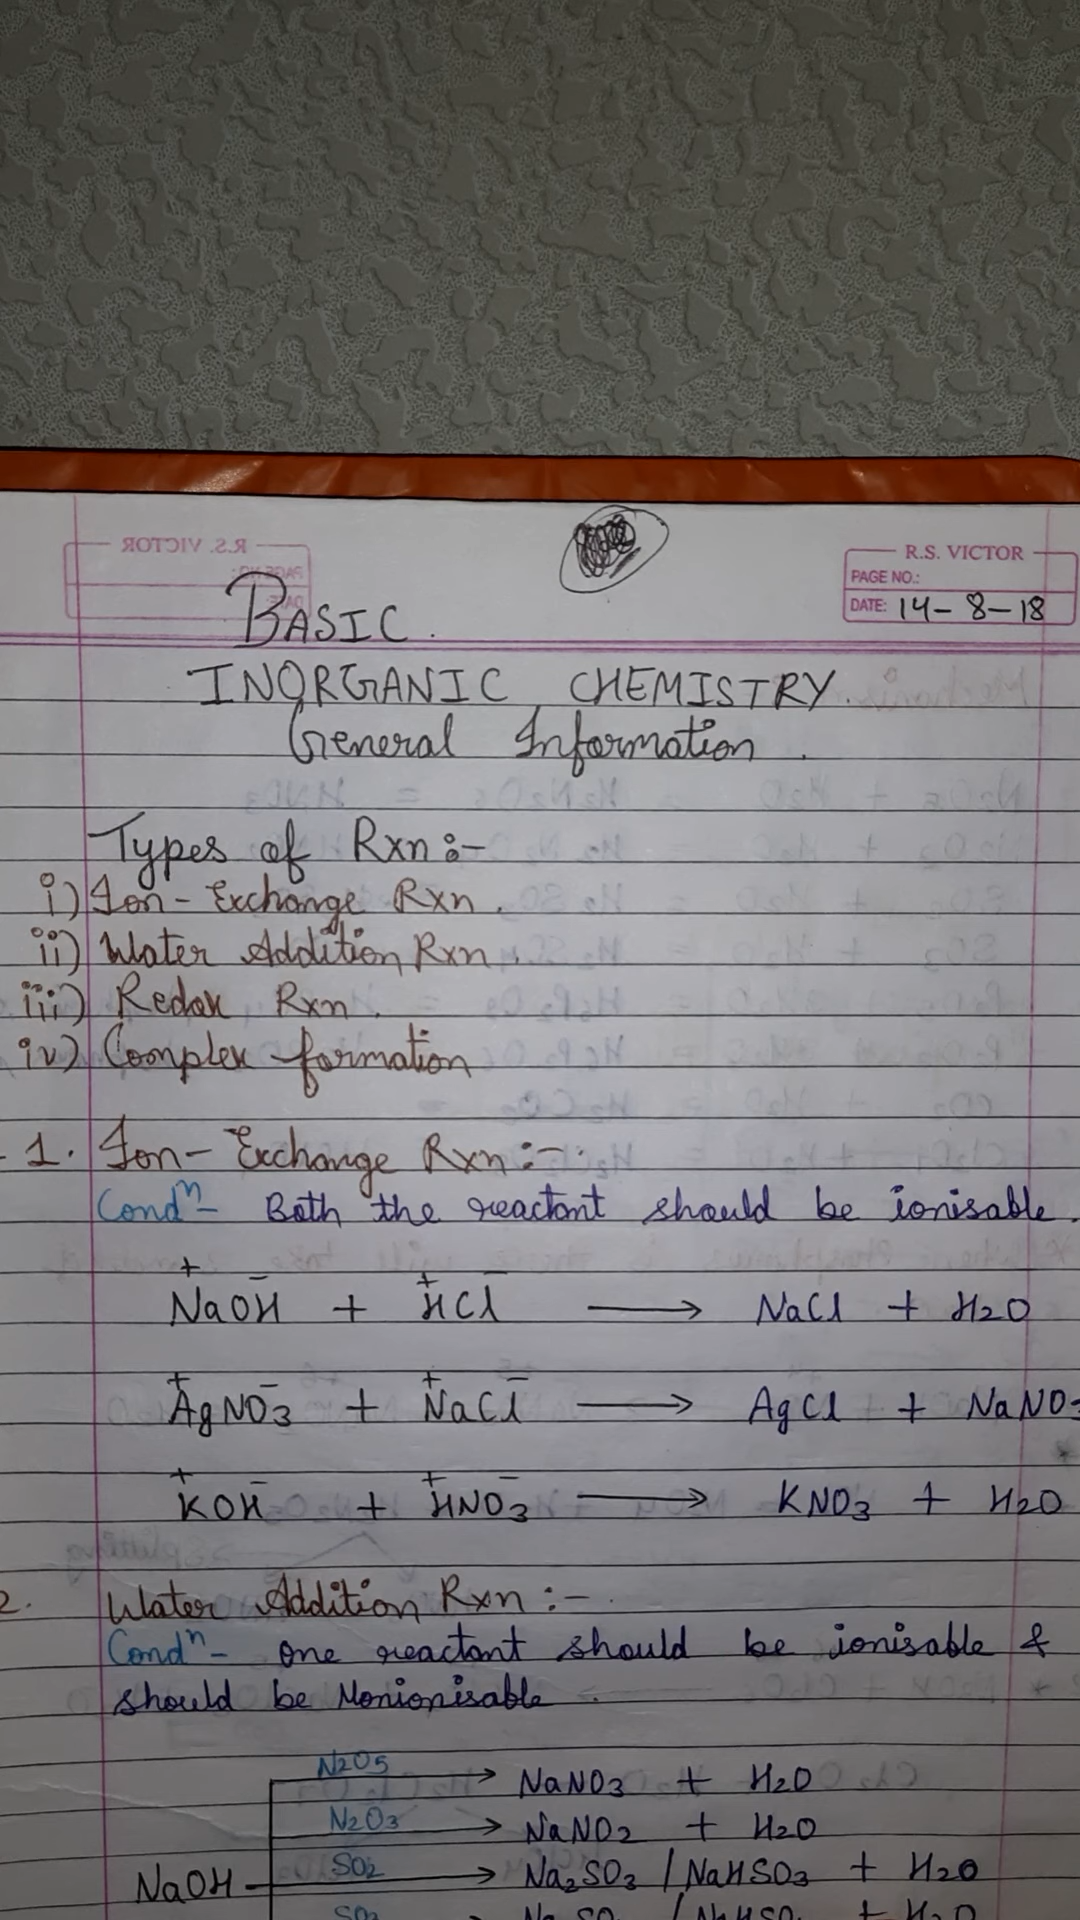 R.S. VICTOR
PAGE NO.:
DATE: 14-8-18
BASIC.
INORGANIC CHEMISTRY.
General Information.
Types of Rxn:-
i) Ion-Exchange Rxn.
ii) Water Addition Rxn.
iii) Redox Rxn.
iv) Complex formation
1. Ion-Exchange Rxn:-
Condⁿ- Both the reactant should be ionisable.
+ - + -
NaOH + HCl ⟶ NaCl + H2O
+ - + -
AgNO3 + NaCl ⟶ AgCl + NaNO3
+ - + -
KOH + HNO3 ⟶ KNO3 + H2O
2. Water Addition Rxn:-
Condⁿ- One reactant should be ionisable &
should be Nonionisable.
N2O5 ⟶ NaNO3 + H2O
N2O3 ⟶ NaNO2 + H2O
NaOH SO2 ⟶ Na2SO3 / NaHSO3 + H2O